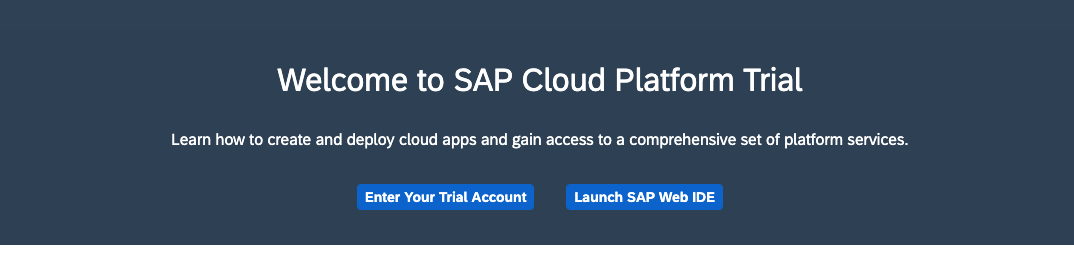 Welcome to SAP Cloud Platform Trial
Learn how to create and deploy cloud apps and gain access to a comprehensive set of platform services.
Enter Your Trial Account
Launch SAP Web IDE